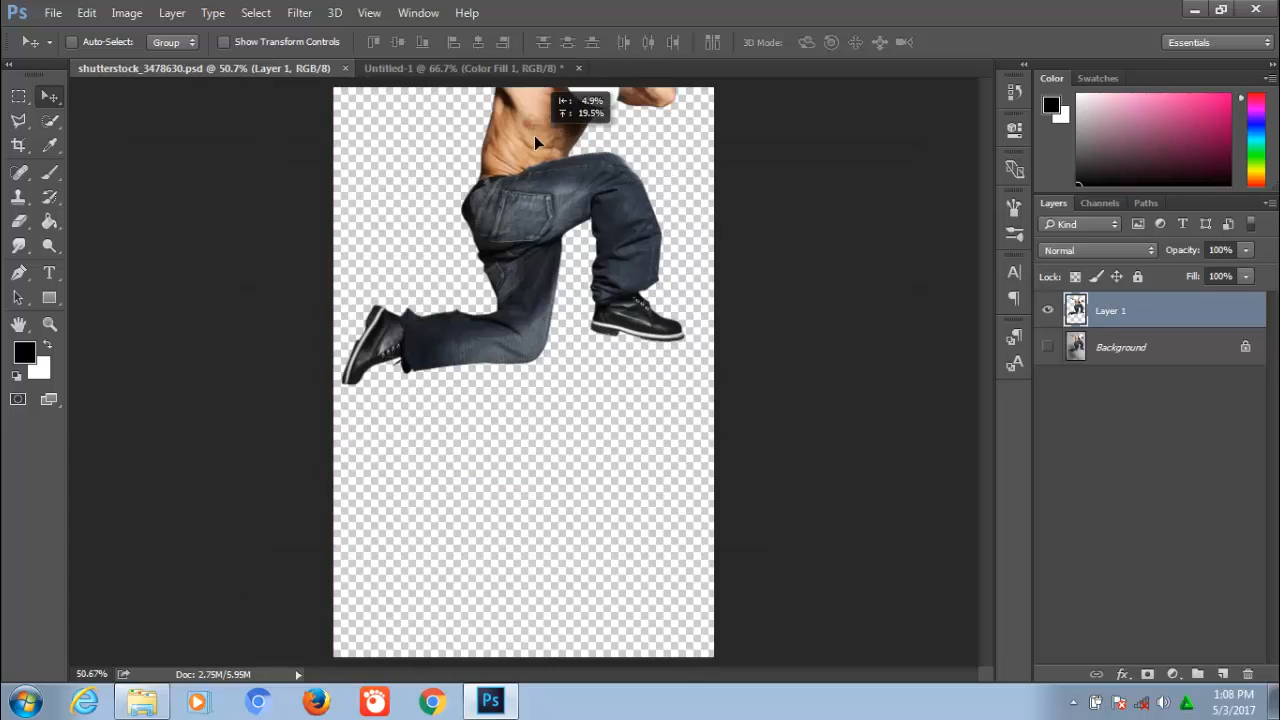 Ps File Edit Image Layer Type Select Filter 3D View Window Help
Auto-Select: Group Show Transform Controls 3D Mode: Essentials
shutterstock_3478630.psd @ 50.7% (Layer 1, RGB/8) × Untitled-1 @ 66.7% (Color Fill 1, RGB/8) * ×
Color Swatches
4.9%
19.5%
Layers Channels Paths
Kind
Normal Opacity: 100%
Lock: Fill: 100%
Layer 1
Background
50.67% Doc: 2.75M/5.95M
Ps
1:08 PM
5/3/2017